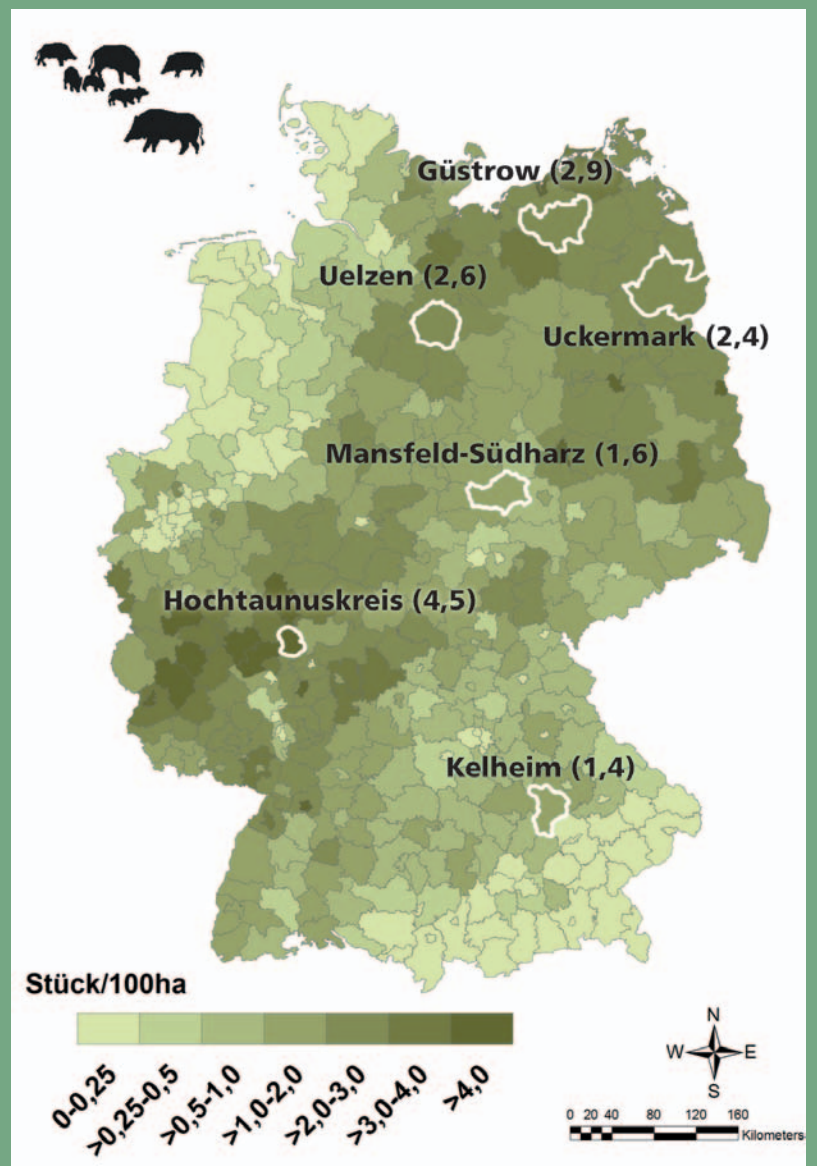 Güstrow (2,9)
Uelzen (2,6)
Uckermark (2,4)
Mansfeld-Südharz (1,6)
Hochtaunuskreis (4,5)
Kelheim (1,4)
Stück/100ha
0-0,25
>0,25-0,5
>0,5-1,0
>1,0-2,0
>2,0-3,0
>3,0-4,0
>4,0
N
W E
S
0 20 40 80 120 160
Kilometers